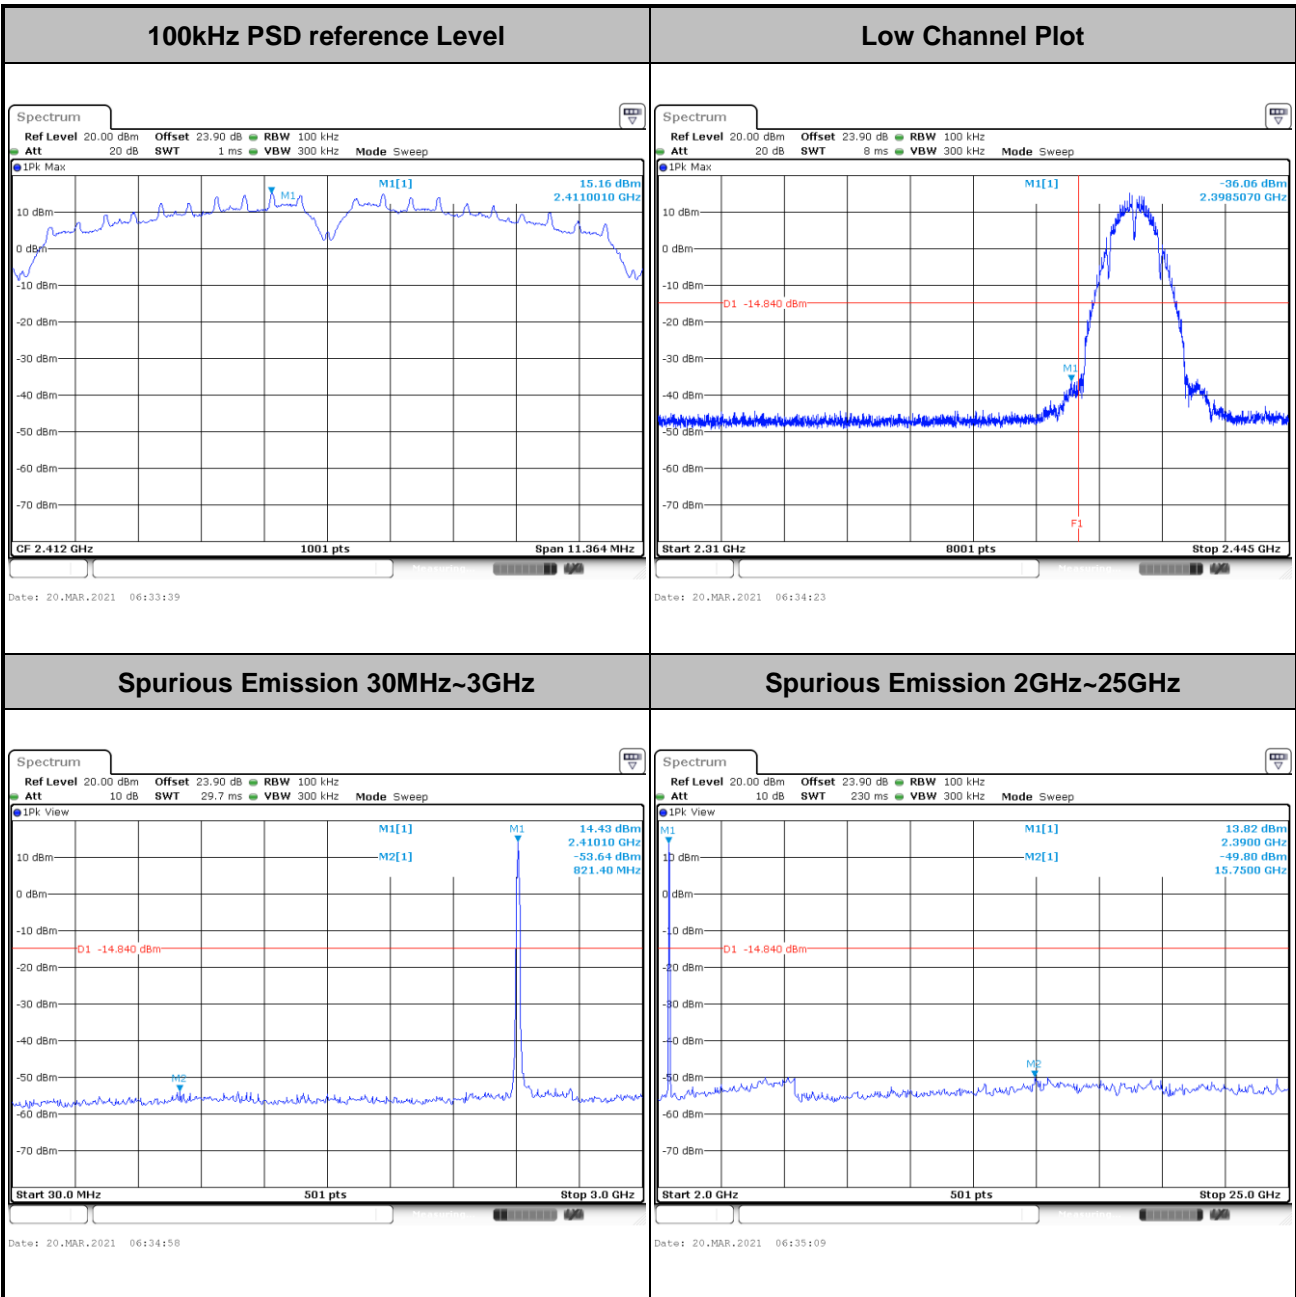 100kHz PSD reference Level
Low Channel Plot
Spectrum
Ref Level 20.00 dBm Offset 23.90 dB RBW 100 kHz
Att 20 dB SWT 1 ms VBW 300 kHz Mode Sweep
1Pk Max
M1[1] 15.16 dBm
2.4110010 GHz
M1
10 dBm
0 dBm
-10 dBm
-20 dBm
-30 dBm
-40 dBm
-50 dBm
-60 dBm
-70 dBm
CF 2.412 GHz 1001 pts Span 11.364 MHz
Date: 20.MAR.2021 06:33:39
Spectrum
Ref Level 20.00 dBm Offset 23.90 dB RBW 100 kHz
Att 20 dB SWT 8 ms VBW 300 kHz Mode Sweep
1Pk Max
M1[1] -36.06 dBm
2.3985070 GHz
10 dBm
0 dBm
-10 dBm
D1 -14.840 dBm
-20 dBm
-30 dBm
M1
-40 dBm
-50 dBm
-60 dBm
-70 dBm
F1
Start 2.31 GHz 8001 pts Stop 2.445 GHz
Date: 20.MAR.2021 06:34:23
Spurious Emission 30MHz~3GHz
Spurious Emission 2GHz~25GHz
Spectrum
Ref Level 20.00 dBm Offset 23.90 dB RBW 100 kHz
Att 10 dB SWT 29.7 ms VBW 300 kHz Mode Sweep
1Pk View
M1[1] M1 14.43 dBm
2.41010 GHz
10 dBm M2[1] -53.64 dBm
821.40 MHz
0 dBm
-10 dBm
D1 -14.840 dBm
-20 dBm
-30 dBm
-40 dBm
-50 dBm
M2
-60 dBm
-70 dBm
Start 30.0 MHz 501 pts Stop 3.0 GHz
Date: 20.MAR.2021 06:34:58
Spectrum
Ref Level 20.00 dBm Offset 23.90 dB RBW 100 kHz
Att 10 dB SWT 230 ms VBW 300 kHz Mode Sweep
1Pk View
M1 M1[1] 13.82 dBm
2.3900 GHz
10 dBm M2[1] -49.80 dBm
15.7500 GHz
0 dBm
-10 dBm
D1 -14.840 dBm
-20 dBm
-30 dBm
-40 dBm
M2
-50 dBm
-60 dBm
-70 dBm
Start 2.0 GHz 501 pts Stop 25.0 GHz
Date: 20.MAR.2021 06:35:09